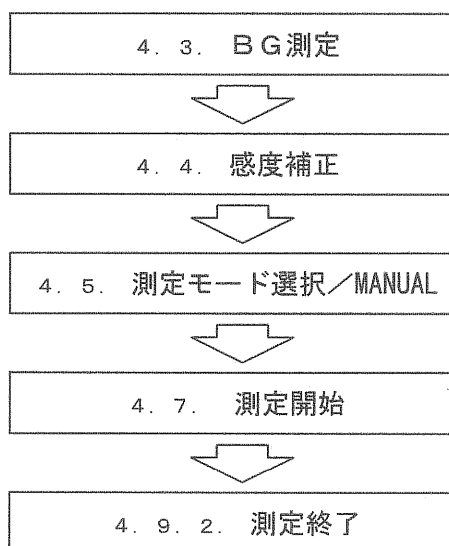 ４．３． ＢＧ測定
４．４． 感度補正
４．５． 測定モード選択／MANUAL
４．７． 測定開始
４．９．２． 測定終了